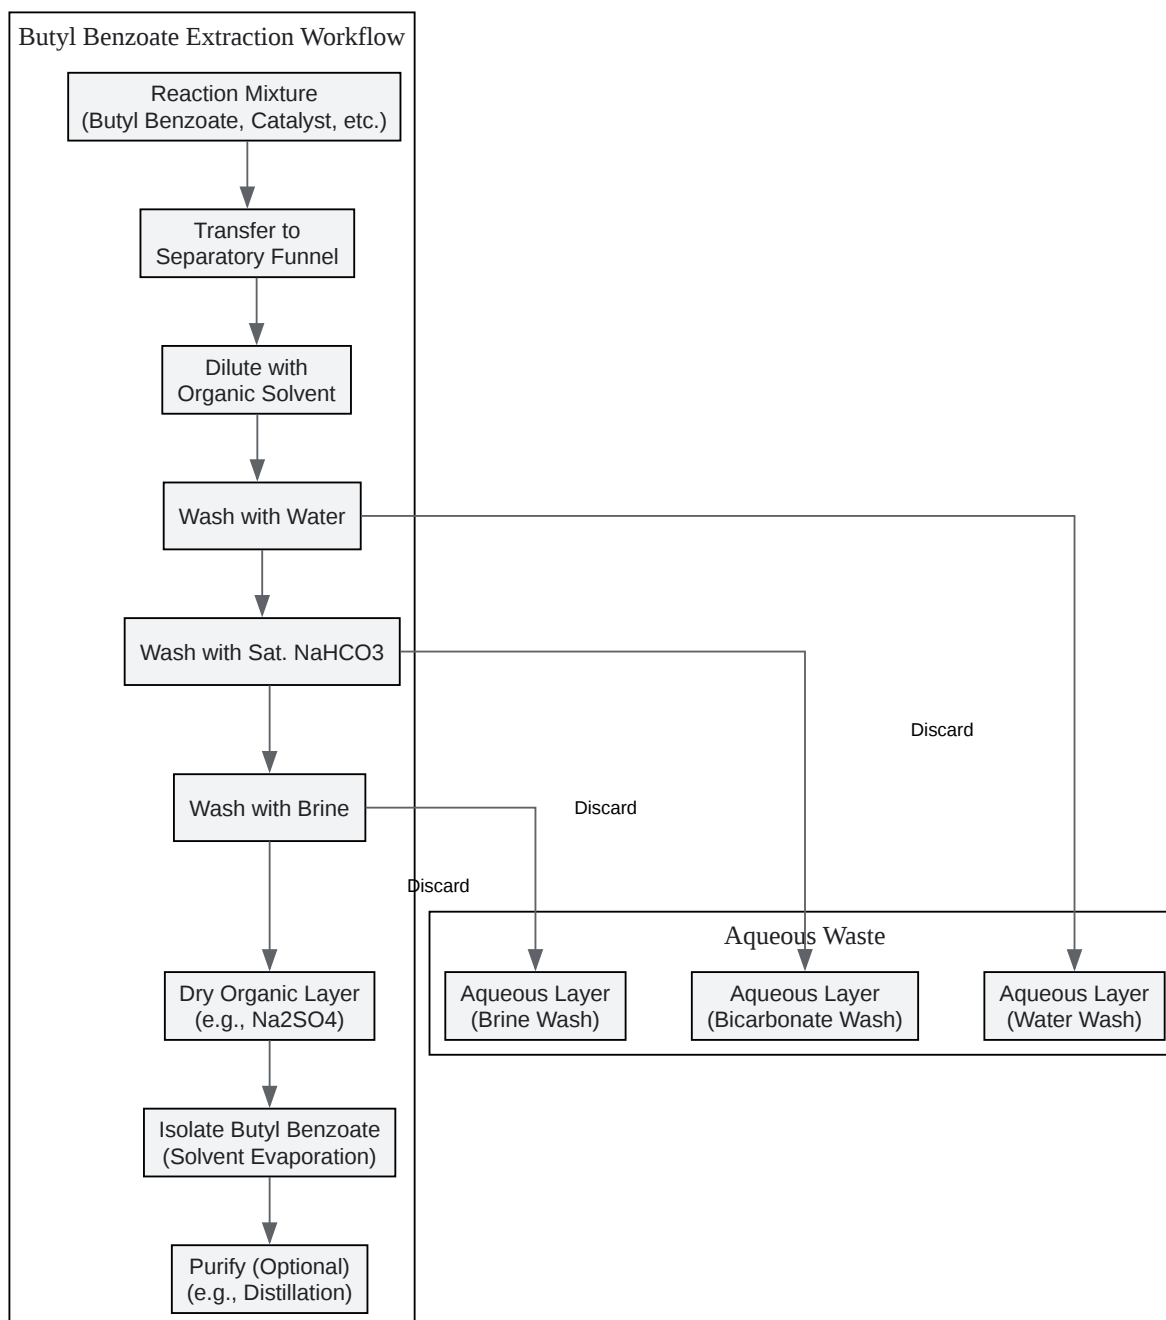 Butyl Benzoate Extraction Workflow
Reaction Mixture
(Butyl Benzoate, Catalyst, etc.)
Transfer to
Separatory Funnel
Dilute with
Organic Solvent
Wash with Water
Wash with Sat. NaHCO3
Discard
Wash with Brine
Discard
Discard
Aqueous Waste
Dry Organic Layer
(e.g., Na2SO4)
Aqueous Layer
(Brine Wash)
Aqueous Layer
(Bicarbonate Wash)
Aqueous Layer
(Water Wash)
Isolate Butyl Benzoate
(Solvent Evaporation)
Purify (Optional)
(e.g., Distillation)